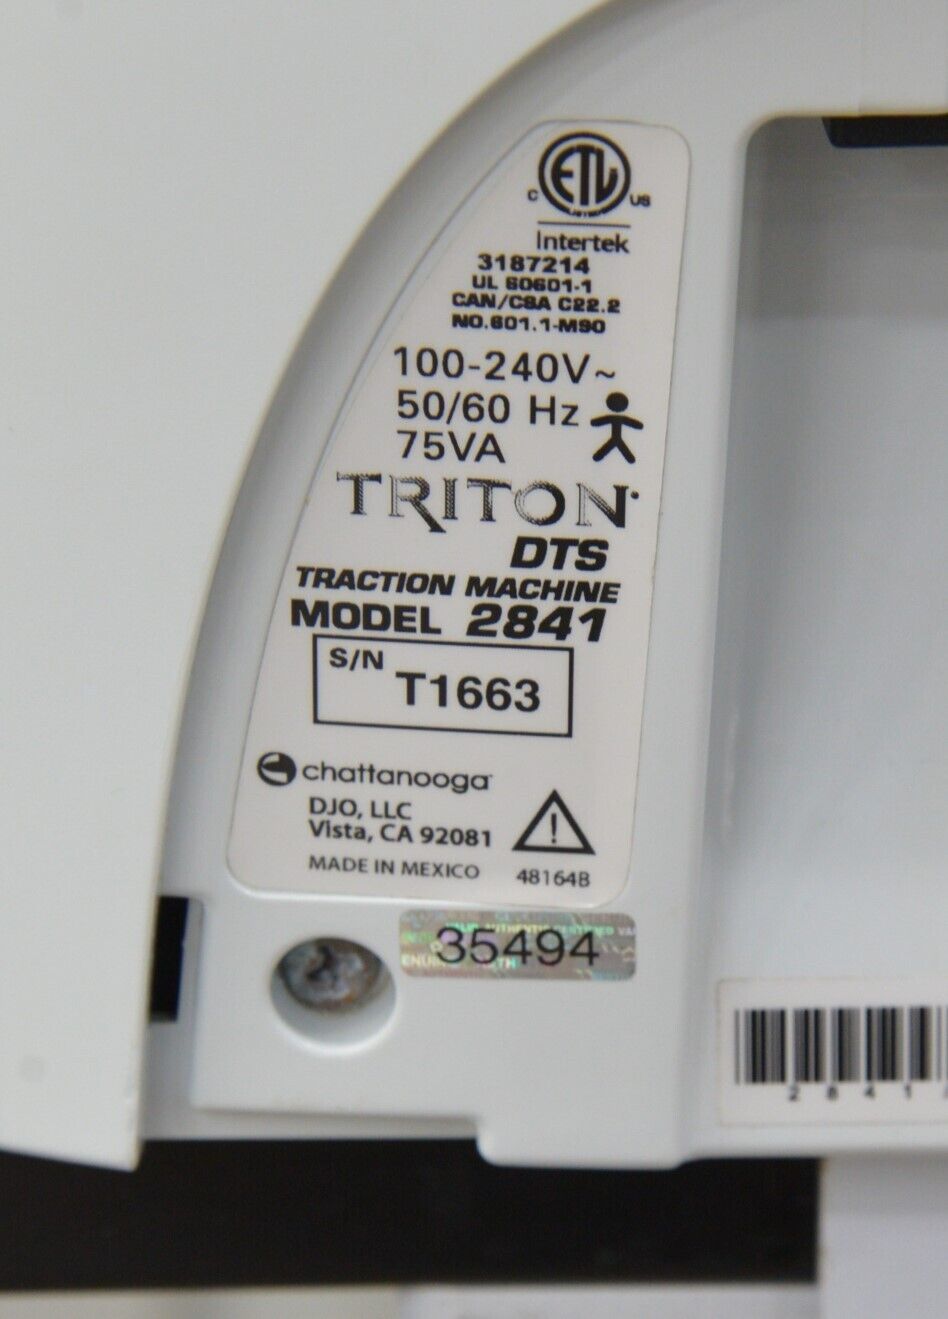 ETL
C US
Intertek
3187214
UL 60601-1
CAN/CSA C22.2
NO.601.1-M90
100-240V~
50/60 Hz
75VA
TRITON
DTS
TRACTION MACHINE
MODEL 2841
S/N
T1663
chattanooga
DJO, LLC
Vista, CA 92081
MADE IN MEXICO 48164B
35494
2841